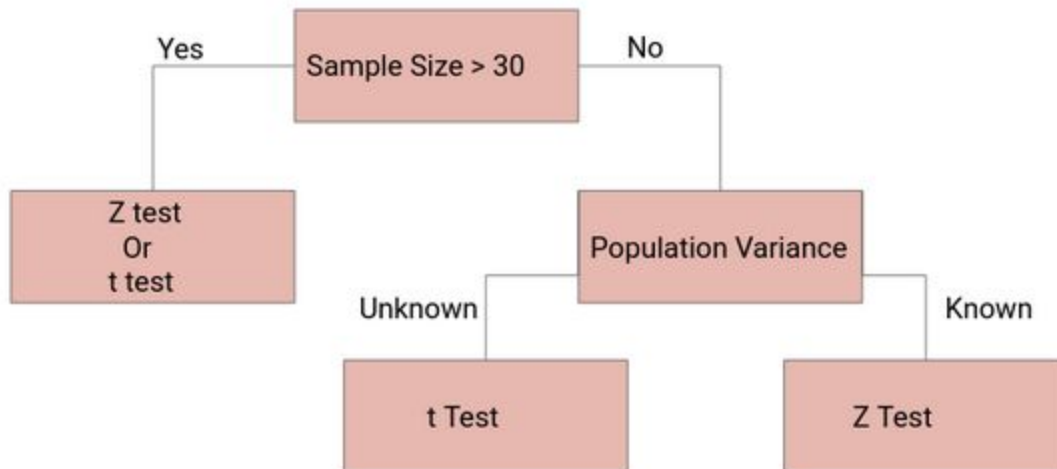 Yes
Sample Size > 30
No
Z test
Or
t test
Population Variance
Unknown
Known
t Test
Z Test